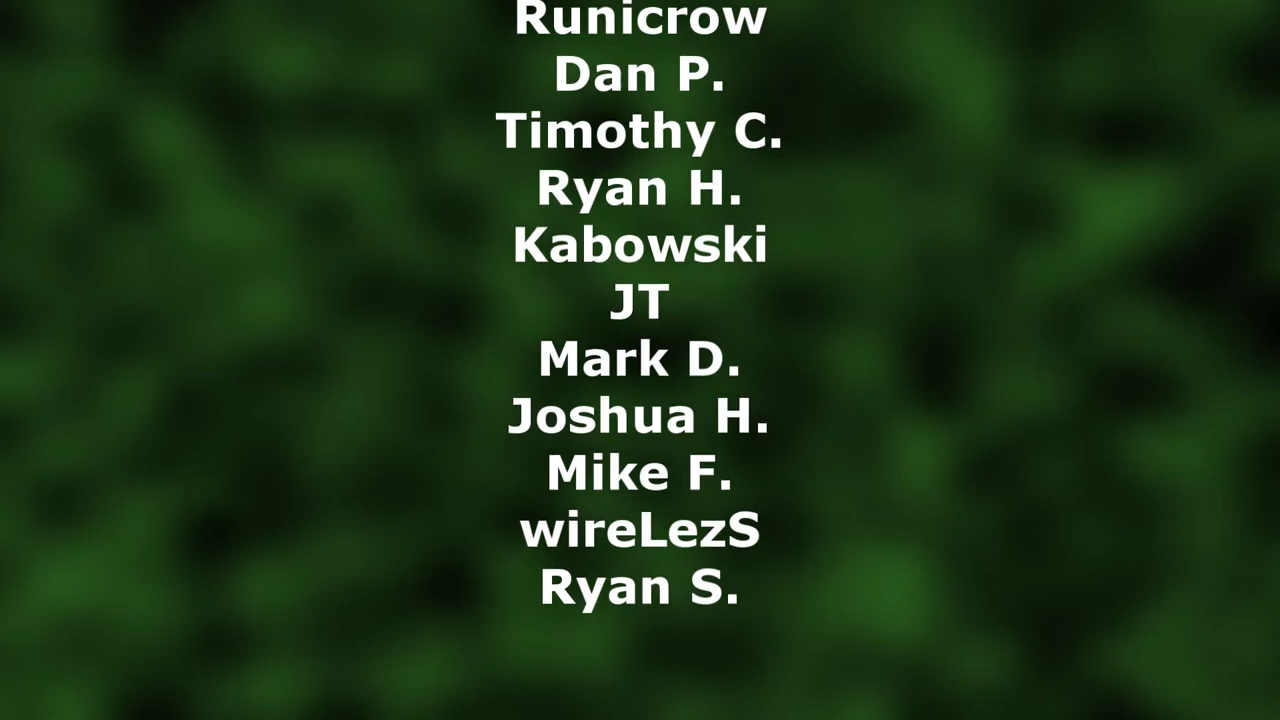 Runicrow
Dan P.
Timothy C.
Ryan H.
Kabowski
JT
Mark D.
Joshua H.
Mike F.
wireLezS
Ryan S.